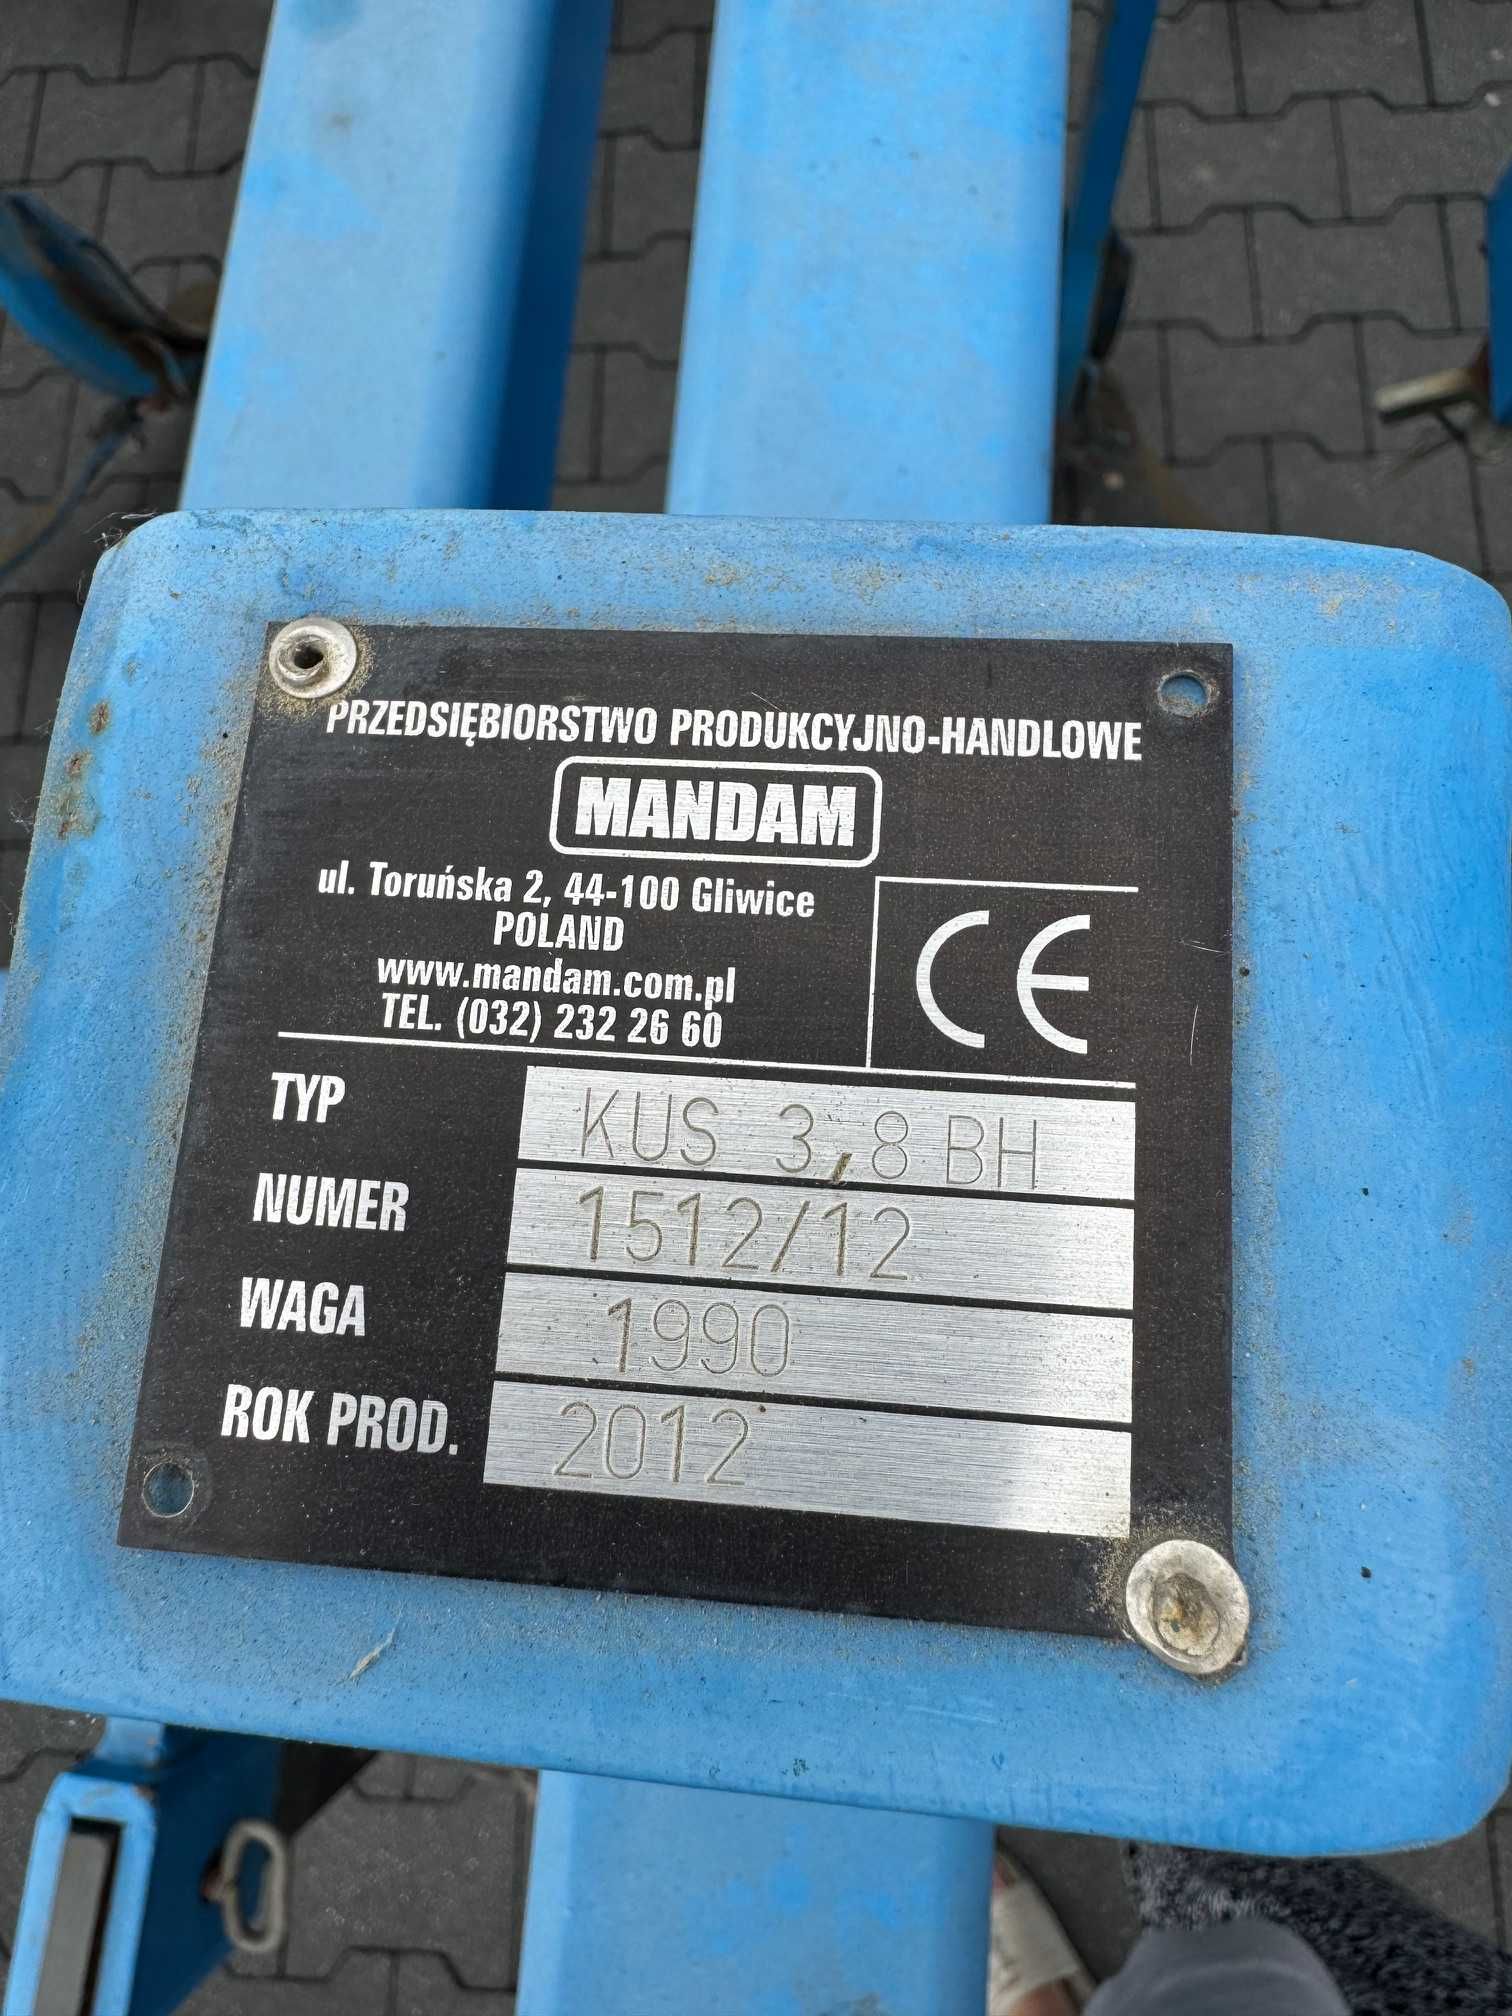 PRZEDSIĘBIORSTWO PRODUKCYJNO-HANDLOWE
MANDAM
ul. Toruńska 2, 44-100 Gliwice
POLAND
www.mandam.com.pl
TEL. (032) 232 26 60
CE
TYP KUS 3,8 BH
NUMER 1512/12
WAGA 1990
ROK PROD. 2012